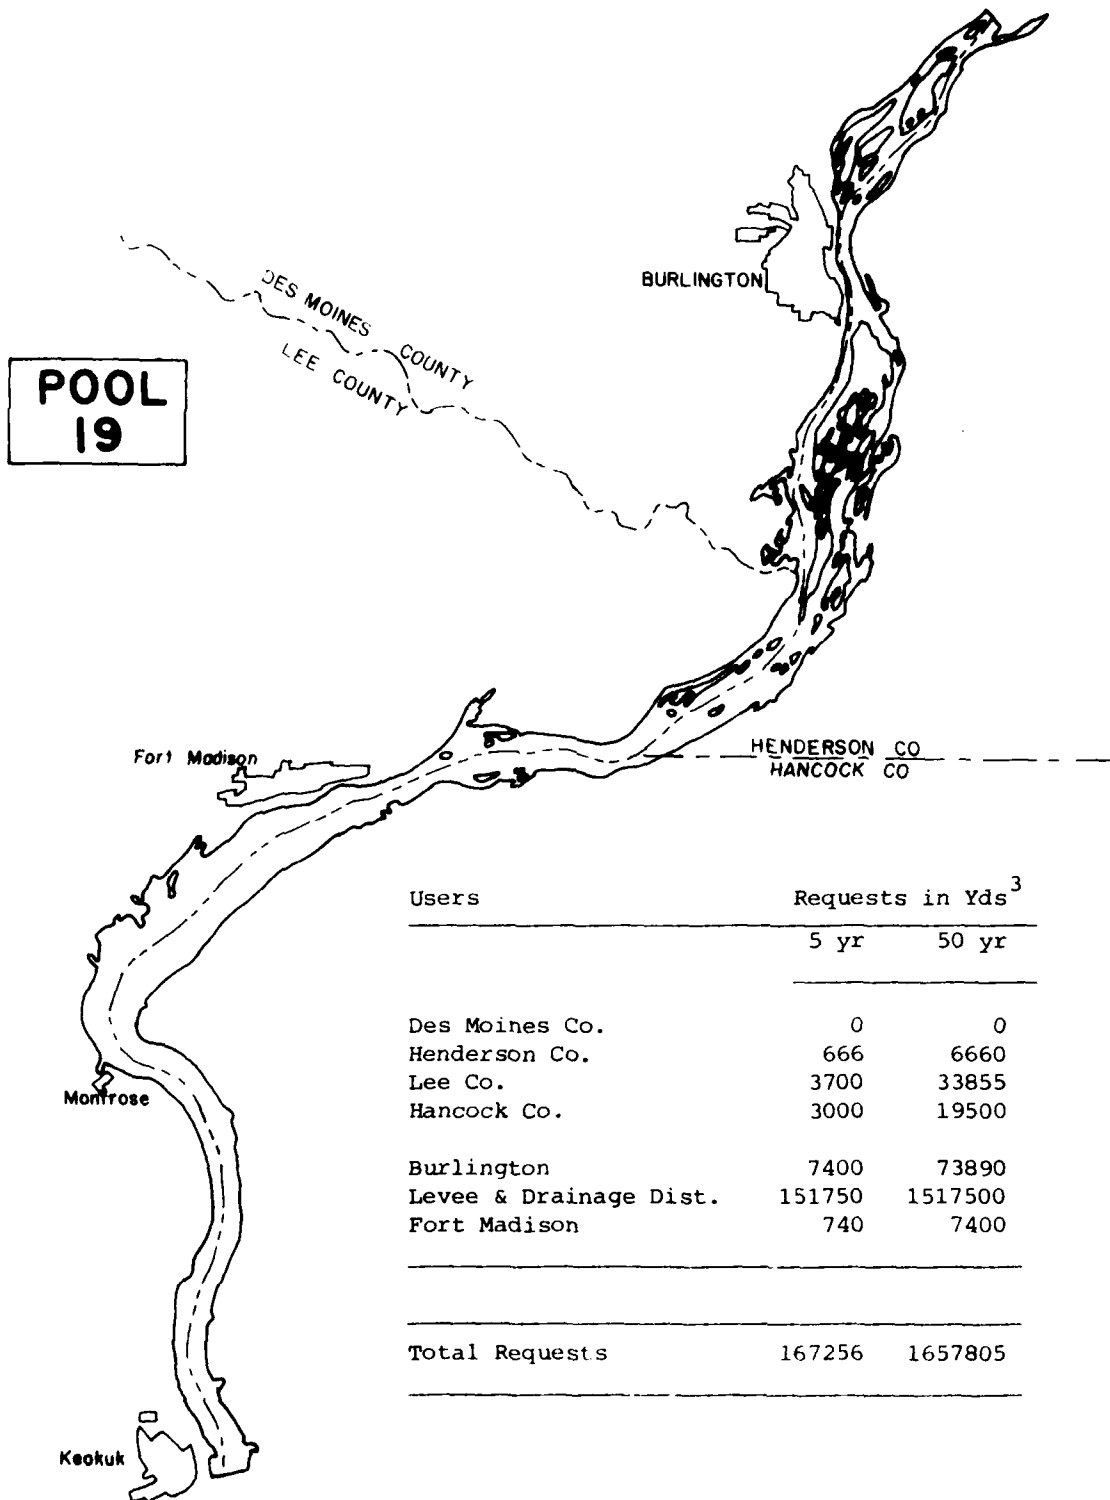 BURLINGTON
DES MOINES COUNTY
LEE COUNTY
POOL
19
HENDERSON CO
HANCOCK CO
Fort Madison
Users Requests in Yds³
5 yr 50 yr
Des Moines Co. 0 0
Henderson Co. 666 6660
Lee Co. 3700 33855
Hancock Co. 3000 19500
Montrose
Burlington 7400 73890
Levee & Drainage Dist. 151750 1517500
Fort Madison 740 7400
Total Requests 167256 1657805
Keokuk